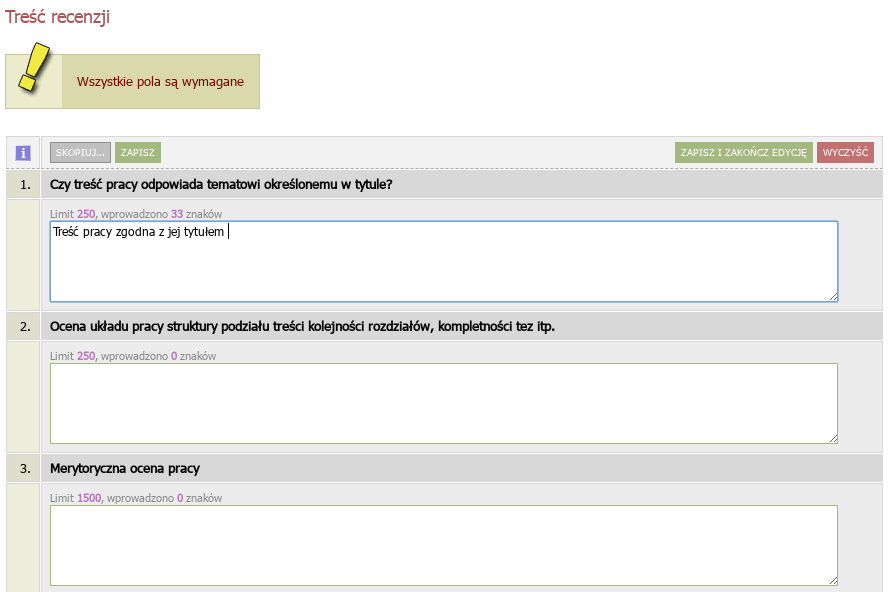 Treść recenzji
Wszystkie pola są wymagane
i SKOPIUJ... ZAPISZ ZAPISZ I ZAKOŃCZ EDYCJĘ WYCZYŚĆ
1. Czy treść pracy odpowiada tematowi określonemu w tytule?
Limit 250, wprowadzono 33 znaków
Treść pracy zgodna z jej tytułem
2. Ocena układu pracy struktury podziału treści kolejności rozdziałów, kompletności tez itp.
Limit 250, wprowadzono 0 znaków
3. Merytoryczna ocena pracy
Limit 1500, wprowadzono 0 znaków